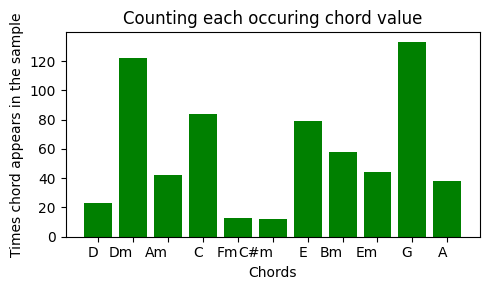 Counting each occuring chord value
Times chord appears in the sample
120
100
80
60
40
20
0
D Dm Am C Fm C#m E Bm Em G A
Chords